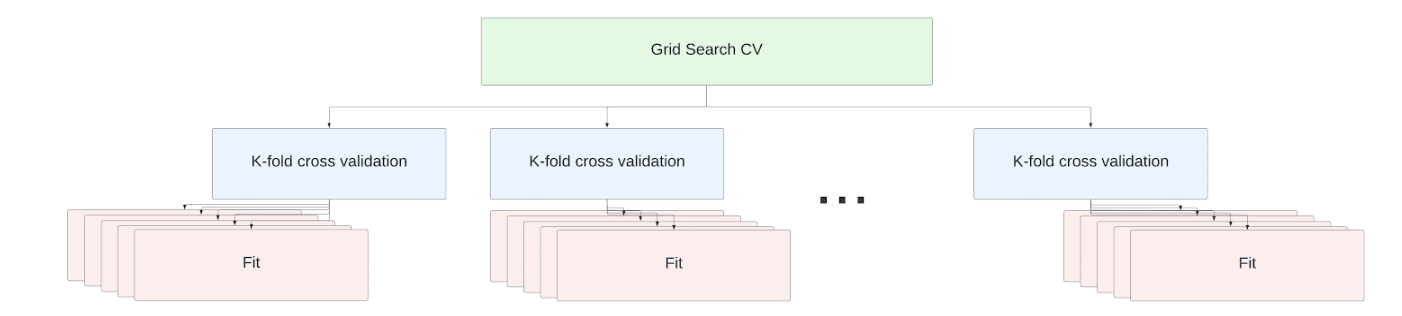 Grid Search CV
K-fold cross validation
K-fold cross validation
K-fold cross validation
Fit
Fit
Fit